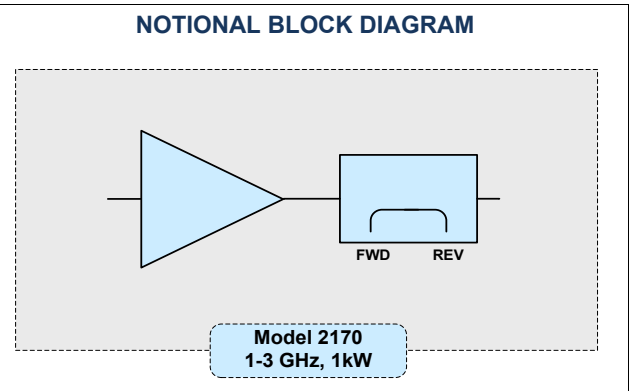 NOTIONAL BLOCK DIAGRAM
FWD REV
Model 2170
1-3 GHz, 1kW